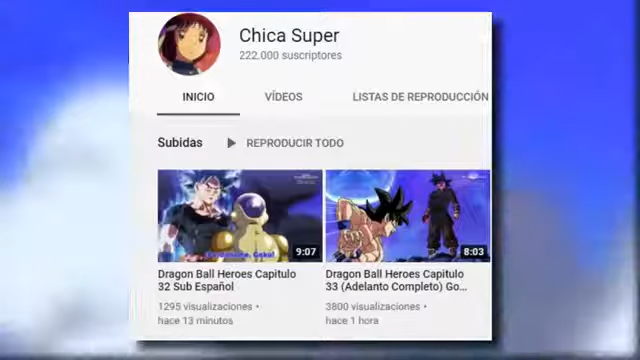 Chica Super
222,000 suscriptores
INICIO
VÍDEOS
LISTAS DE REPRODUCCIÓN
Subidas
REPRODUCIR TODO
9:07
8:03
Dragon Ball Heroes Capitulo
32 Sub Español
Dragon Ball Heroes Capitulo
33 (Adelanto Completo) Go...
1295 visualizaciones •
hace 13 minutos
3800 visualizaciones •
hace 1 hora